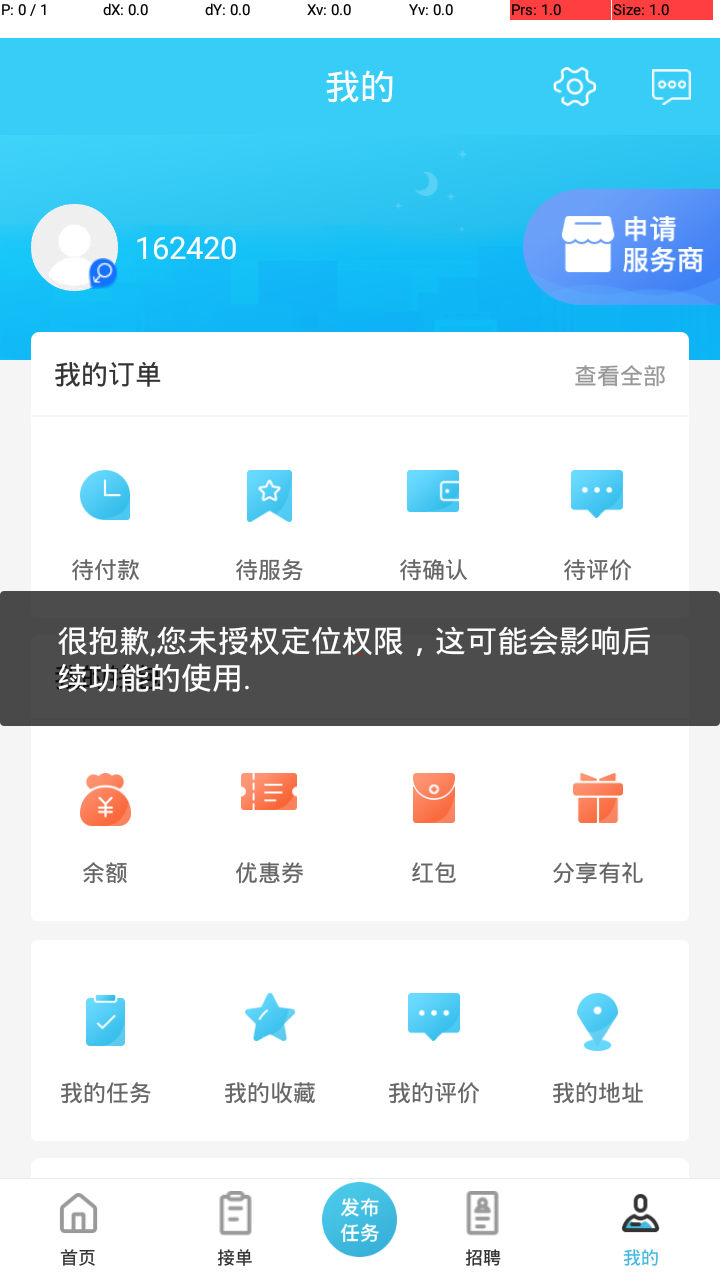 P: 0 / 1 dX: 0.0 dY: 0.0 Xv: 0.0 Yv: 0.0 Prs: 1.0 Size: 1.0
我的
162420
申请
服务商
我的订单 查看全部
待付款 待服务 待确认 待评价
很抱歉,您未授权定位权限，这可能会影响后
续功能的使用.
余额 优惠券 红包 分享有礼
我的任务 我的收藏 我的评价 我的地址
发布
任务
首页 接单 招聘 我的